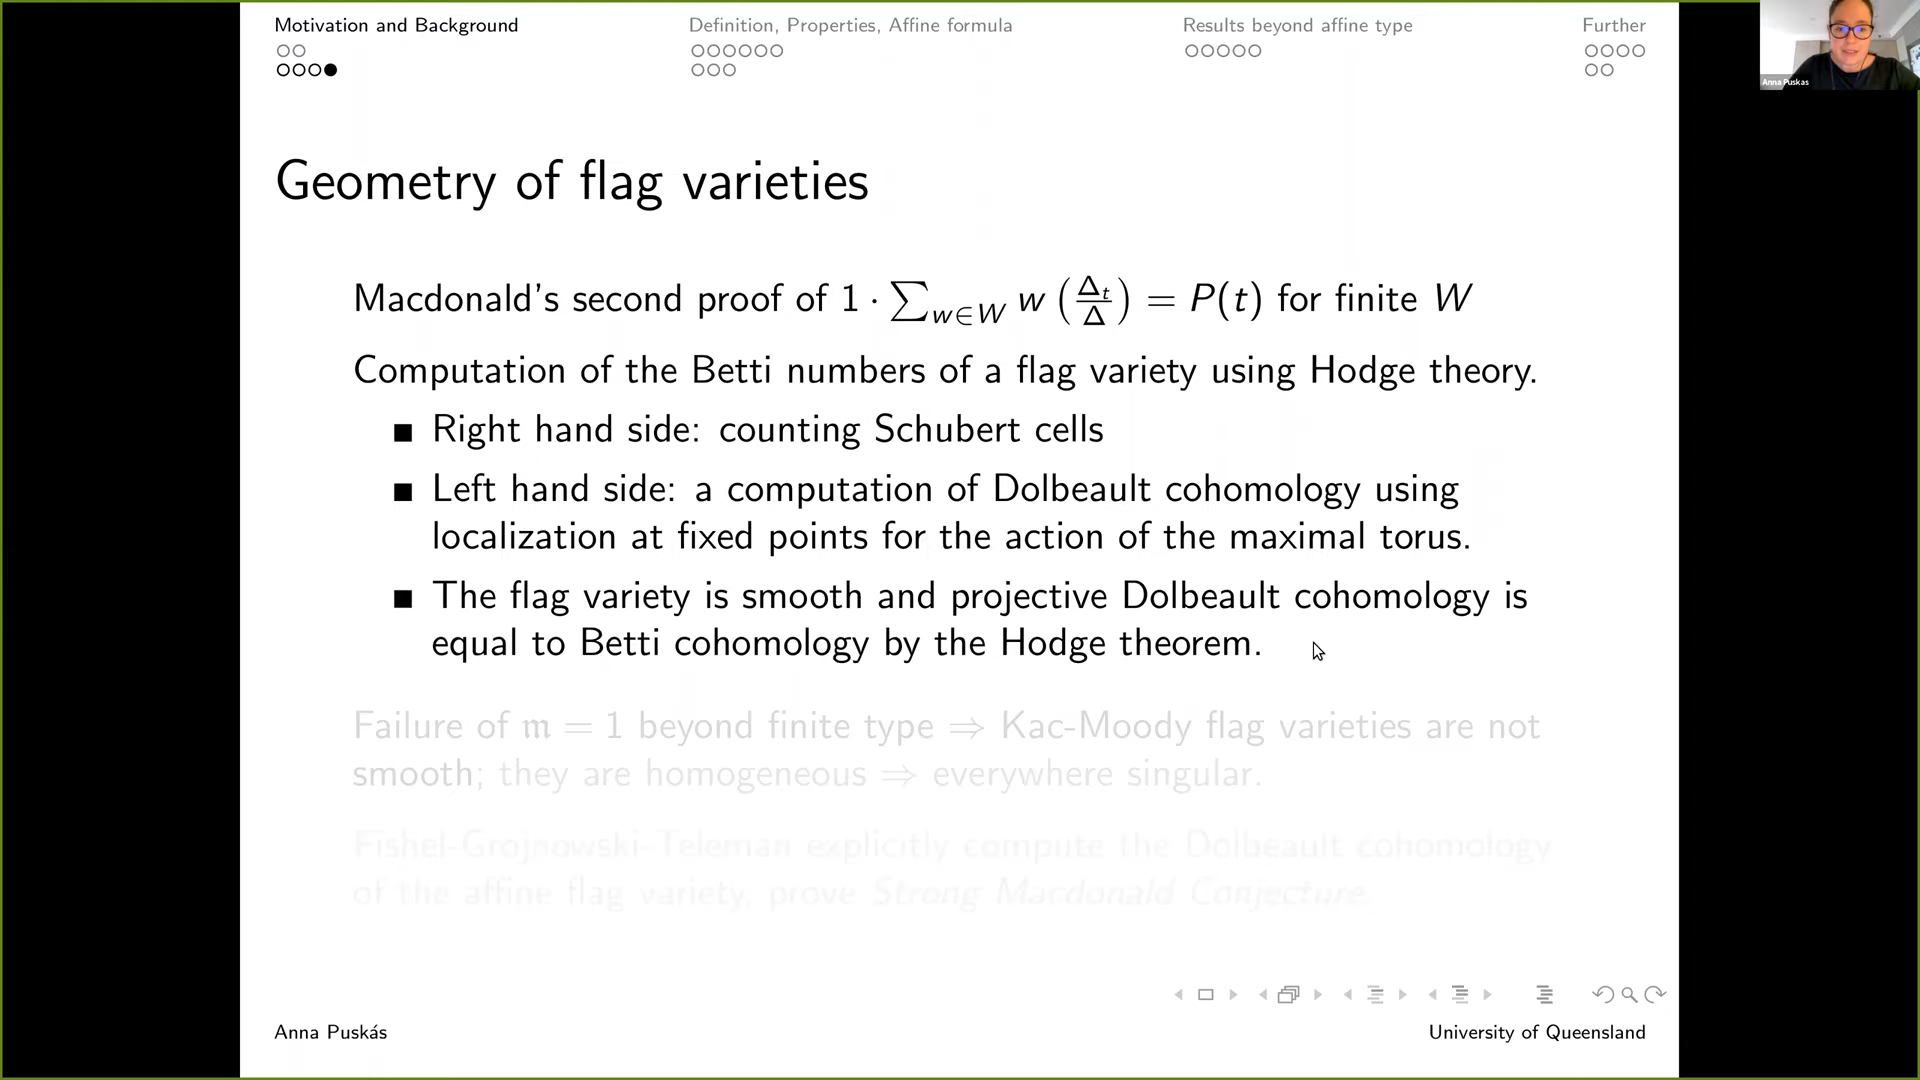 Motivation and Background
Definition, Properties, Affine formula
Results beyond affine type
Further
Anna Puskas
Geometry of flag varieties
Macdonald's second proof of 1 · ∑_{w∈W} w (Δ_t/Δ) = P(t) for finite W
Computation of the Betti numbers of a flag variety using Hodge theory.
■ Right hand side: counting Schubert cells
■ Left hand side: a computation of Dolbeault cohomology using
localization at fixed points for the action of the maximal torus.
■ The flag variety is smooth and projective Dolbeault cohomology is
equal to Betti cohomology by the Hodge theorem.
Failure of 𝔪 = 1 beyond finite type ⇒ Kac-Moody flag varieties are not
smooth; they are homogeneous ⇒ everywhere singular.
Fishel-Grojnowski-Teleman explicitly compute the Dolbeault cohomology
of the affine flag variety, prove Strong Macdonald Conjecture.
Anna Puskás
University of Queensland